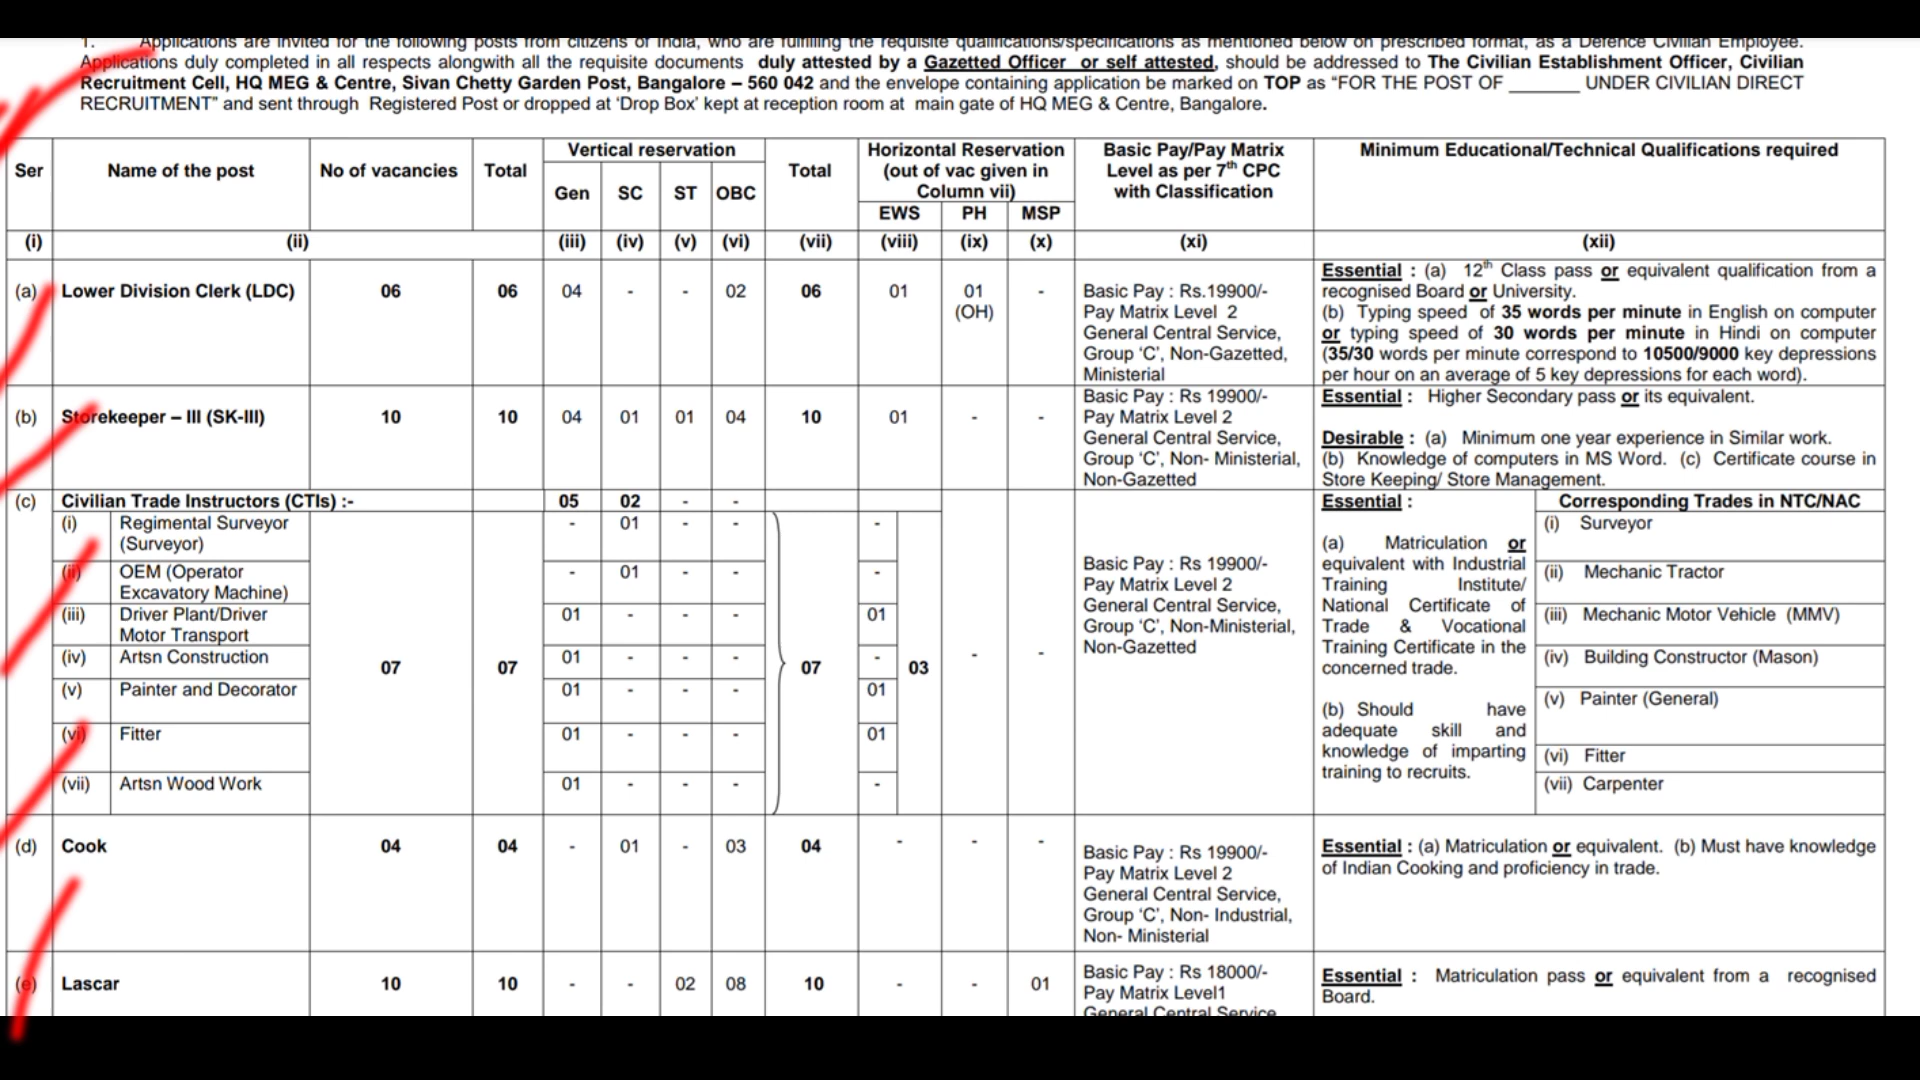 1. Applications are invited for the following posts from citizens of India, who are fulfilling the requisite qualifications/specifications as mentioned below on prescribed format, as a Defence Civilian Employee.
Applications duly completed in all respects alongwith all the requisite documents duly attested by a Gazetted Officer or self attested, should be addressed to The Civilian Establishment Officer, Civilian
Recruitment Cell, HQ MEG & Centre, Sivan Chetty Garden Post, Bangalore – 560 042 and the envelope containing application be marked on TOP as “FOR THE POST OF _______ UNDER CIVILIAN DIRECT
RECRUITMENT” and sent through Registered Post or dropped at ‘Drop Box’ kept at reception room at main gate of HQ MEG & Centre, Bangalore.
Ser
Name of the post
No of vacancies
Total
Vertical reservation
Gen SC ST OBC
Total
Horizontal Reservation
(out of vac given in
Column vii)
EWS PH MSP
Basic Pay/Pay Matrix
Level as per 7th CPC
with Classification
Minimum Educational/Technical Qualifications required
(i) (ii) (iii) (iv) (v) (vi) (vii) (viii) (ix) (x) (xi) (xii)
(a) Lower Division Clerk (LDC) 06 06 04 - - 02 06 01 01 -
(OH)
Basic Pay : Rs.19900/-
Pay Matrix Level 2
General Central Service,
Group ‘C’, Non-Gazetted,
Ministerial
Essential : (a) 12th Class pass or equivalent qualification from a
recognised Board or University.
(b) Typing speed of 35 words per minute in English on computer
or typing speed of 30 words per minute in Hindi on computer
(35/30 words per minute correspond to 10500/9000 key depressions
per hour on an average of 5 key depressions for each word).
(b) Storekeeper – III (SK-III) 10 10 04 01 01 04 10 01 - -
Basic Pay : Rs 19900/-
Pay Matrix Level 2
General Central Service,
Group ‘C’, Non- Ministerial,
Non-Gazetted
Essential : Higher Secondary pass or its equivalent.
Desirable : (a) Minimum one year experience in Similar work.
(b) Knowledge of computers in MS Word. (c) Certificate course in
Store Keeping/ Store Management.
(c) Civilian Trade Instructors (CTIs) :- 05 02 - -
(i) Regimental Surveyor - 01 - - -
(Surveyor)
(ii) OEM (Operator - 01 - - -
Excavatory Machine)
(iii) Driver Plant/Driver 01 - - - 01
Motor Transport
(iv) Artsn Construction 01 - - - -
07 07 07 03 - -
(v) Painter and Decorator 01 - - - 01
(vi) Fitter 01 - - - 01
(vii) Artsn Wood Work 01 - - - -
Basic Pay : Rs 19900/-
Pay Matrix Level 2
General Central Service,
Group ‘C’, Non-Ministerial,
Non-Gazetted
Essential :
(a) Matriculation or
equivalent with Industrial
Training Institute/
National Certificate of
Trade & Vocational
Training Certificate in the
concerned trade.
(b) Should have
adequate skill and
knowledge of imparting
training to recruits.
Corresponding Trades in NTC/NAC
(i) Surveyor
(ii) Mechanic Tractor
(iii) Mechanic Motor Vehicle (MMV)
(iv) Building Constructor (Mason)
(v) Painter (General)
(vi) Fitter
(vii) Carpenter
(d) Cook 04 04 - 01 - 03 04 - - -
Basic Pay : Rs 19900/-
Pay Matrix Level 2
General Central Service,
Group ‘C’, Non- Industrial,
Non- Ministerial
Essential : (a) Matriculation or equivalent. (b) Must have knowledge
of Indian Cooking and proficiency in trade.
(e) Lascar 10 10 - - 02 08 10 - - 01
Basic Pay : Rs 18000/-
Pay Matrix Level1
General Central Service
Essential : Matriculation pass or equivalent from a recognised
Board.